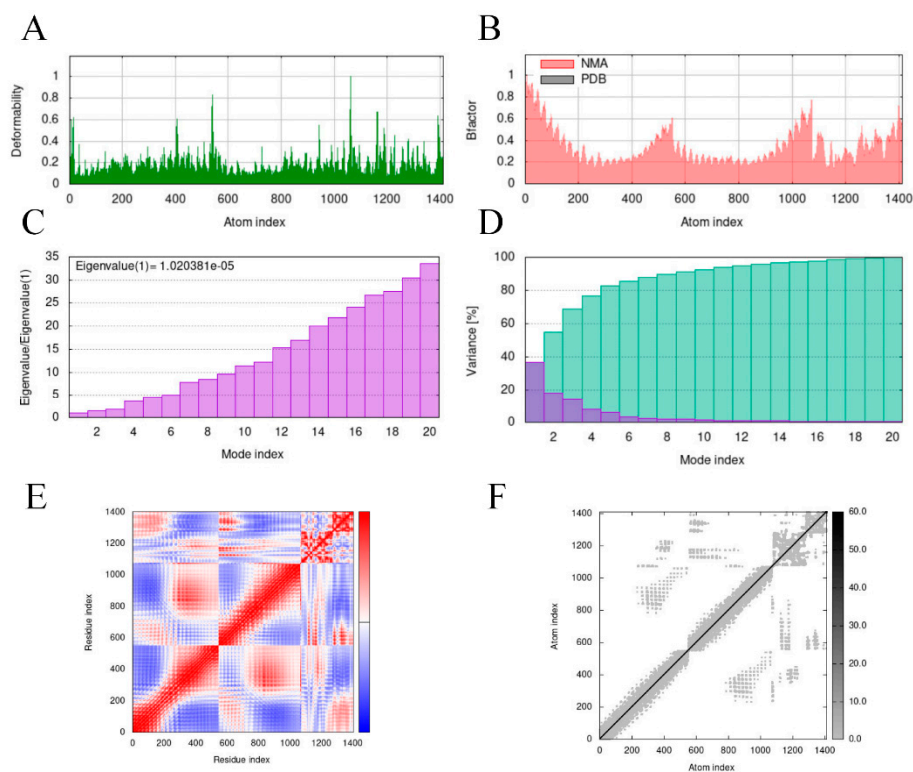 A
B
Deformability
1
0.8
0.6
0.4
0.2
0
0 200 400 600 800 1000 1200 1400
Atom index
Bfactor
NMA
PDB
1
0.8
0.6
0.4
0.2
0
0 200 400 600 800 1000 1200 1400
Atom index
C
D
Eigenvalue/Eigenvalue(1)
Eigenvalue(1)= 1.020381e-05
35
30
25
20
15
10
5
0
2 4 6 8 10 12 14 16 18 20
Mode index
Variance [%]
100
80
60
40
20
0
2 4 6 8 10 12 14 16 18 20
Mode index
E
F
Residue index
1400
1200
1000
800
600
400
200
0
0 200 400 600 800 1000 1200 1400
Residue index
Atom index
1400
1200
1000
800
600
400
200
0
0 200 400 600 800 1000 1200 1400
Atom index
60.0
50.0
40.0
30.0
20.0
10.0
0.0